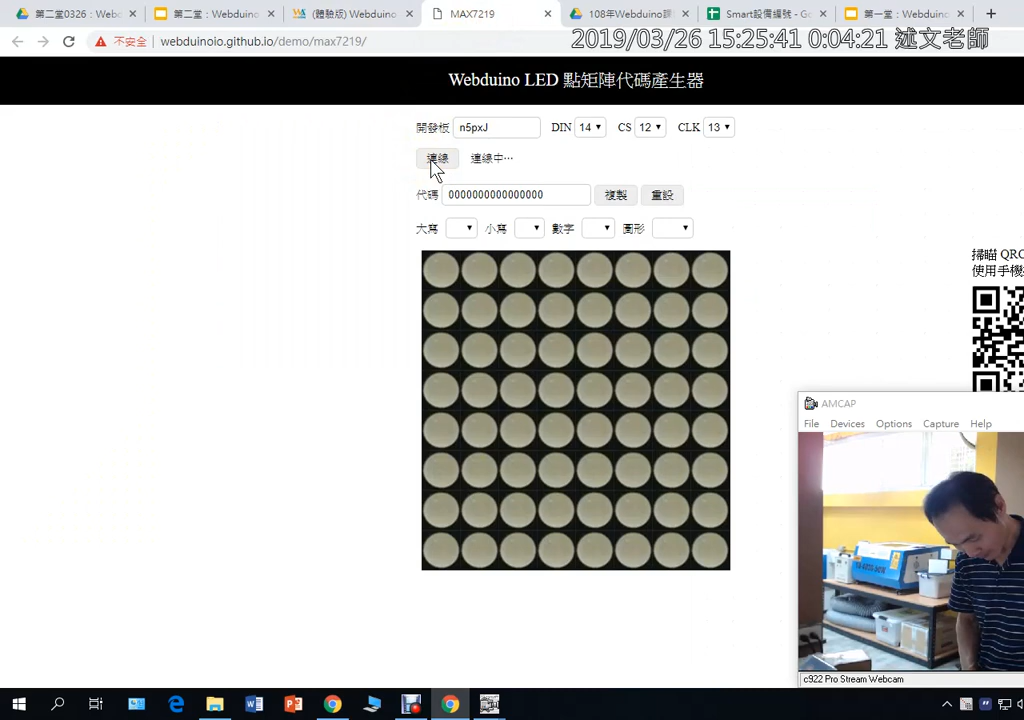 第二堂0326：Webd
第二堂：Webduino
(體驗版) Webduino
MAX7219
108年Webduino課
Smart設備編號 - Go
第一堂：Webduino
不安全 webduinoio.github.io/demo/max7219/
2019/03/26 15:25:41 0:04:21 述文老師
Webduino LED 點矩陣代碼產生器
開發板 n5pxJ DIN 14 CS 12 CLK 13
連線 連線中…
代碼 0000000000000000 複製 重設
大寫 小寫 數字 圖形
掃瞄 QRC
使用手機
AMCAP
File Devices Options Capture Help
c922 Pro Stream Webcam